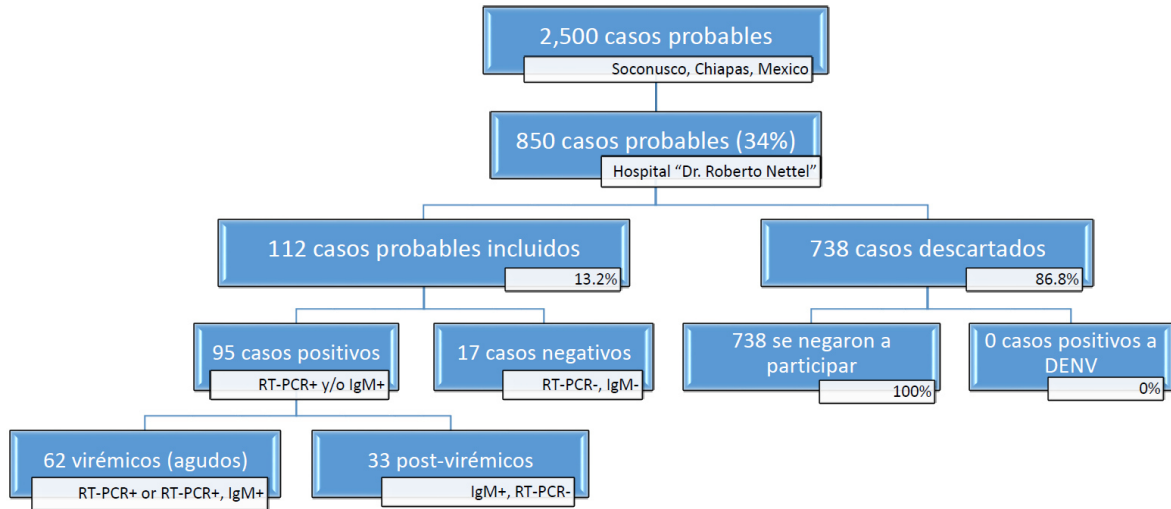 2,500 casos probables
Soconusco, Chiapas, Mexico
850 casos probables (34%)
Hospital “Dr. Roberto Nettel”
112 casos probables incluidos
13.2%
738 casos descartados
86.8%
95 casos positivos
RT-PCR+ y/o IgM+
17 casos negativos
RT-PCR-, IgM-
738 se negaron a
participar
100%
0 casos positivos a
DENV
0%
62 virémicos (agudos)
RT-PCR+ or RT-PCR+, IgM+
33 post-virémicos
IgM+, RT-PCR-